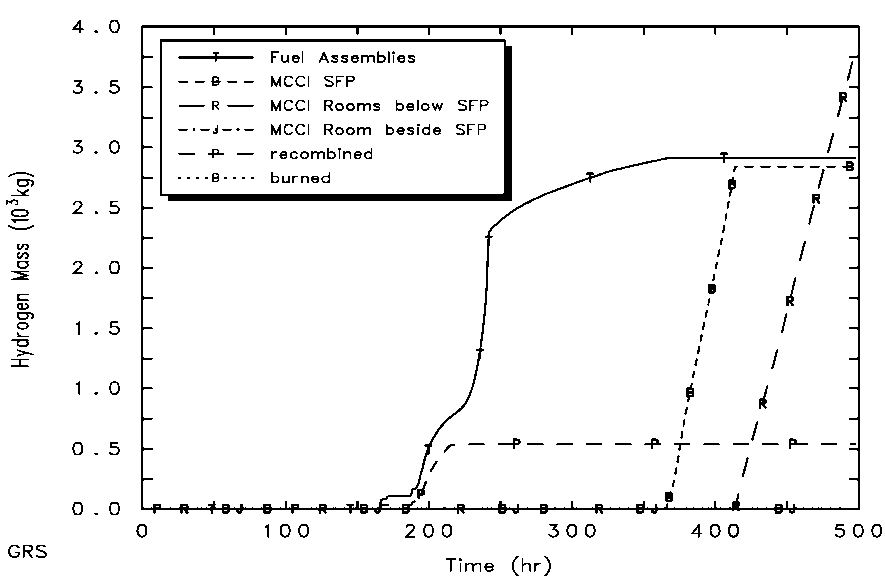 4.0
3.5
3.0
2.5
2.0
1.5
1.0
0.5
0.0
Hydrogen Mass (10³kg)
T Fuel Assemblies
B MCCI SFP
R MCCI Rooms below SFP
J MCCI Room beside SFP
P recombined
B burned
0 100 200 300 400 500
Time (hr)
GRS